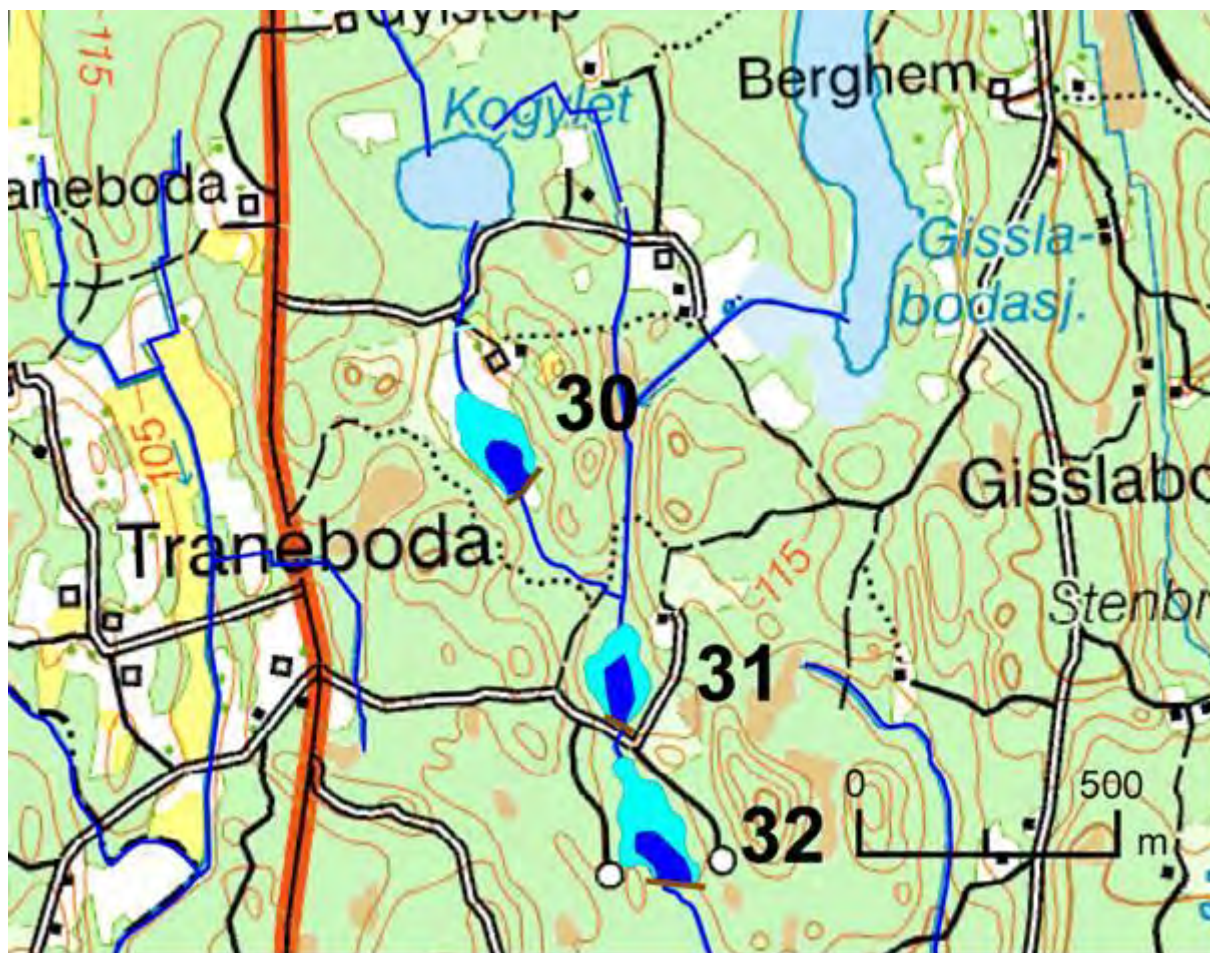 115
Kogylet
Berghem
aneboda
Gissla-
bodasj.
30
105
Gisslabo
Traneboda
115
Stenbr
31
0 500
m
32